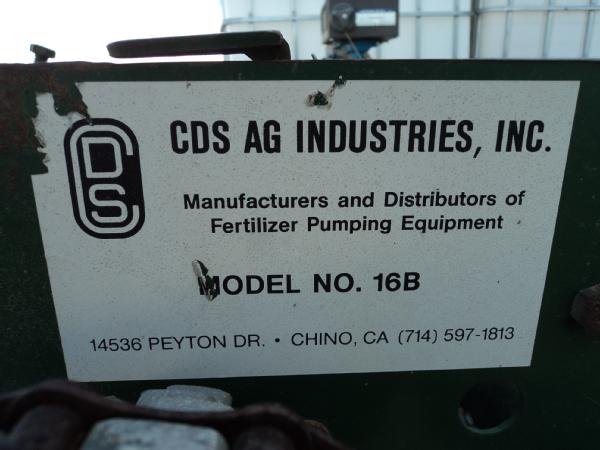 CDS
CDS AG INDUSTRIES, INC.
Manufacturers and Distributors of
Fertilizer Pumping Equipment
MODEL NO. 16B
14536 PEYTON DR. • CHINO, CA (714) 597-1813